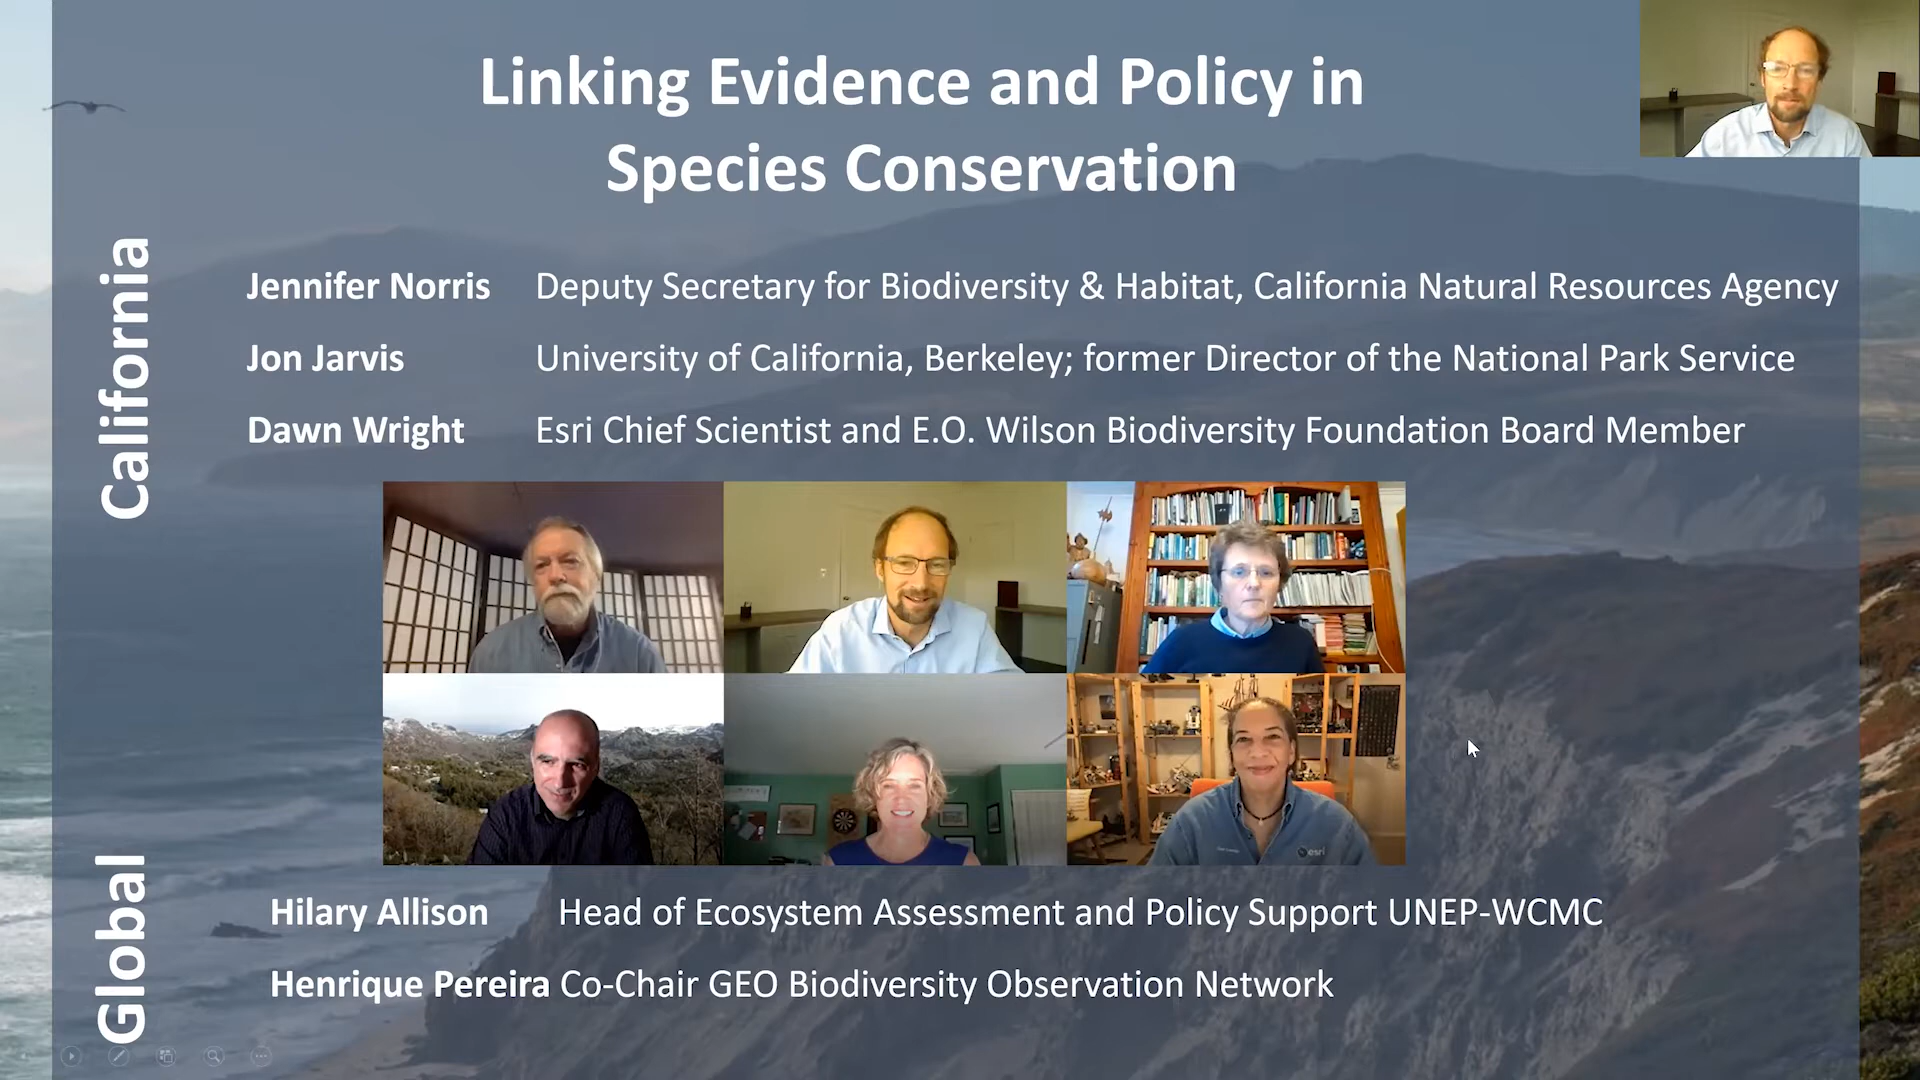 Linking Evidence and Policy in
Species Conservation
California
Jennifer Norris Deputy Secretary for Biodiversity & Habitat, California Natural Resources Agency
Jon Jarvis University of California, Berkeley; former Director of the National Park Service
Dawn Wright Esri Chief Scientist and E.O. Wilson Biodiversity Foundation Board Member
esri
Global
Hilary Allison Head of Ecosystem Assessment and Policy Support UNEP-WCMC
Henrique Pereira Co-Chair GEO Biodiversity Observation Network